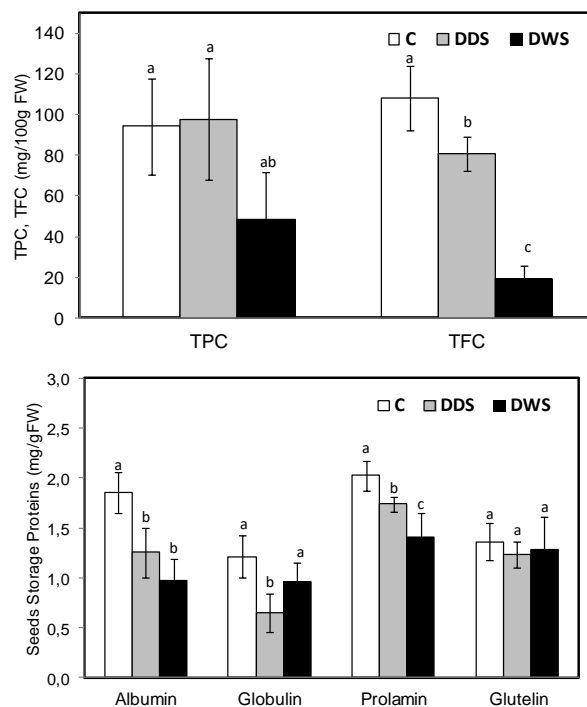 140
120
100
80
60
40
20
0
TPC, TFC (mg/100g FW)
C DDS DWS
a a ab a b c
TPC TFC
3,0
2,5
2,0
1,5
1,0
0,5
0,0
Seeds Storage Proteins (mg/gFW)
C DDS DWS
a b b a b a a b c a a a
Albumin Globulin Prolamin Glutelin